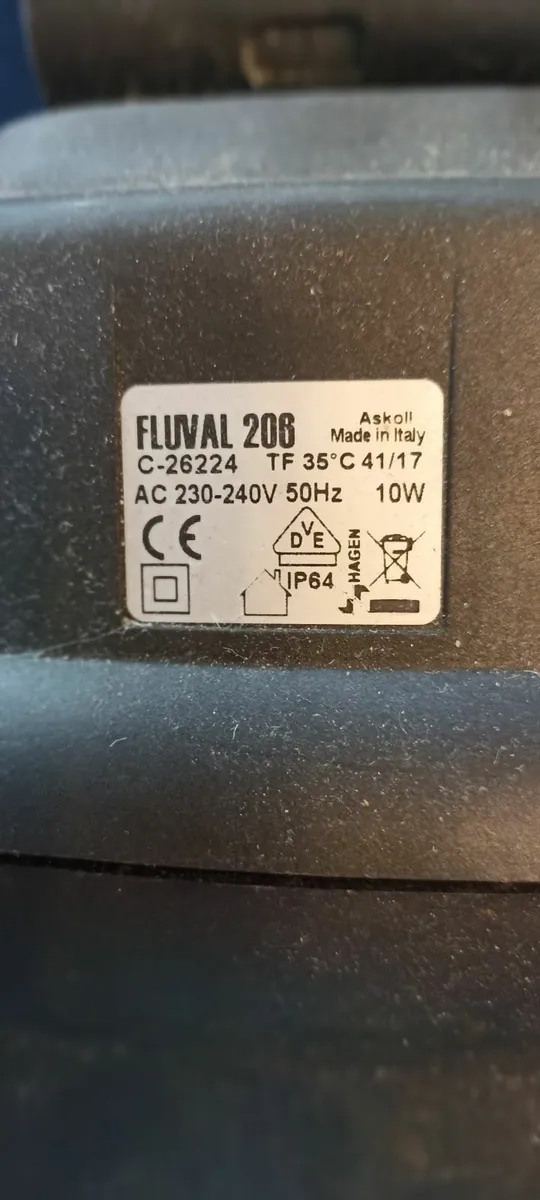 FLUVAL 206
Askoll
Made in Italy
C-26224 TF 35°C 41/17
AC 230-240V 50Hz 10W
CE
DVE
IP64
HAGEN